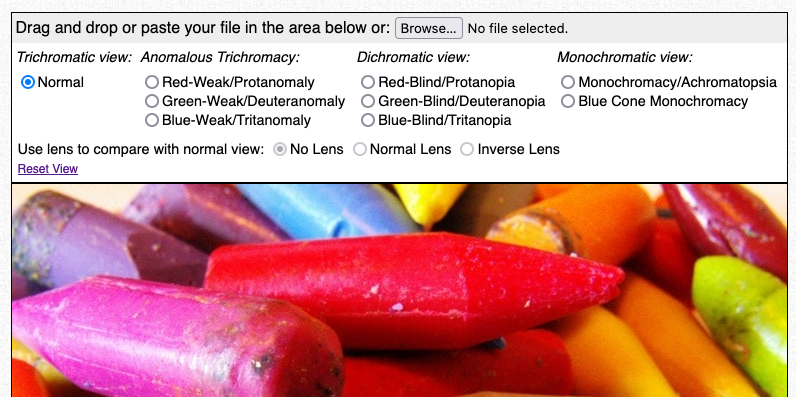 Drag and drop or paste your file in the area below or: Browse... No file selected.
Trichromatic view: Anomalous Trichromacy: Dichromatic view: Monochromatic view:
Normal Red-Weak/Protanomaly Red-Blind/Protanopia Monochromacy/Achromatopsia
Green-Weak/Deuteranomaly Green-Blind/Deuteranopia Blue Cone Monochromacy
Blue-Weak/Tritanomaly Blue-Blind/Tritanopia
Use lens to compare with normal view: No Lens Normal Lens Inverse Lens
Reset View